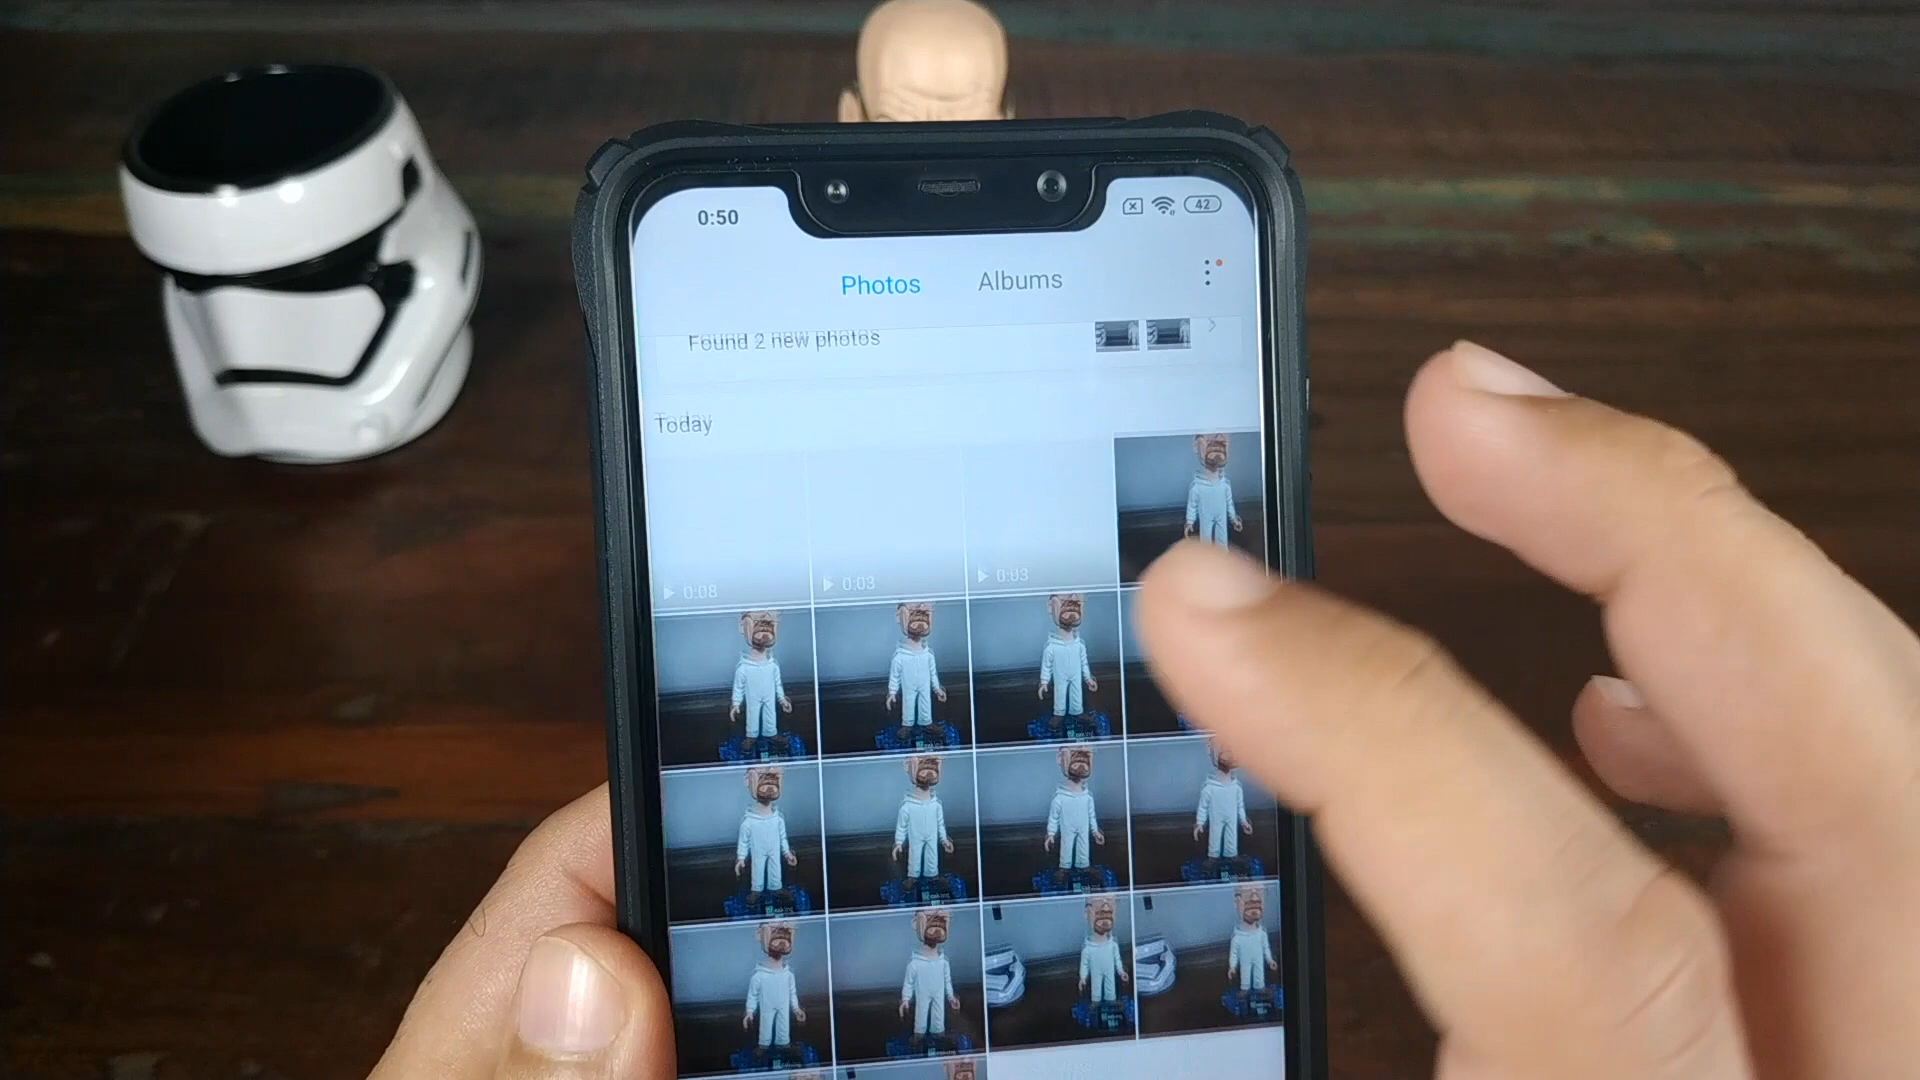 0:50
42
Photos Albums
Found 2 new photos
Today
0:08 0:03 0:03